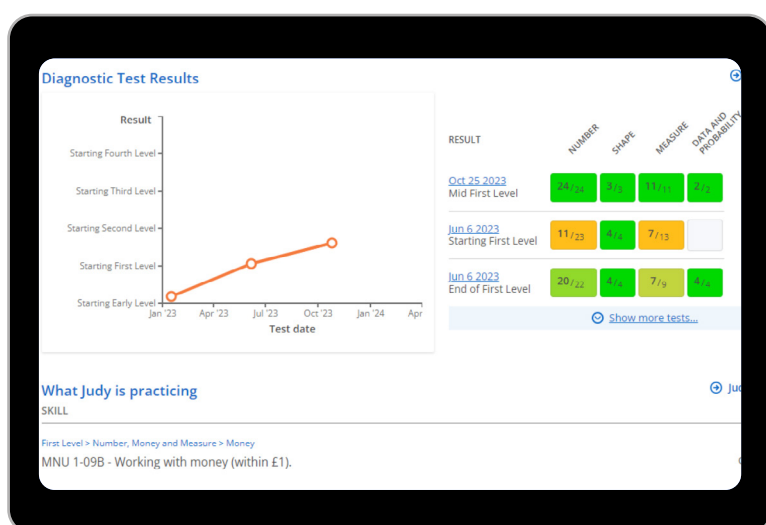 Diagnostic Test Results
Result
Starting Fourth Level
Starting Third Level
Starting Second Level
Starting First Level
Starting Early Level
Jan '23 Apr '23 Jul '23 Oct '23 Jan '24 Apr
Test date
RESULT NUMBER SHAPE MEASURE DATA AND PROBABILITY
Oct 25 2023
Mid First Level
24/24 3/3 11/11 2/2
Jun 6 2023
Starting First Level
11/23 4/4 7/13
Jun 6 2023
End of First Level
20/22 4/4 7/9 4/4
Show more tests...
What Judy is practicing
SKILL
First Level > Number, Money and Measure > Money
MNU 1-09B - Working with money (within £1).